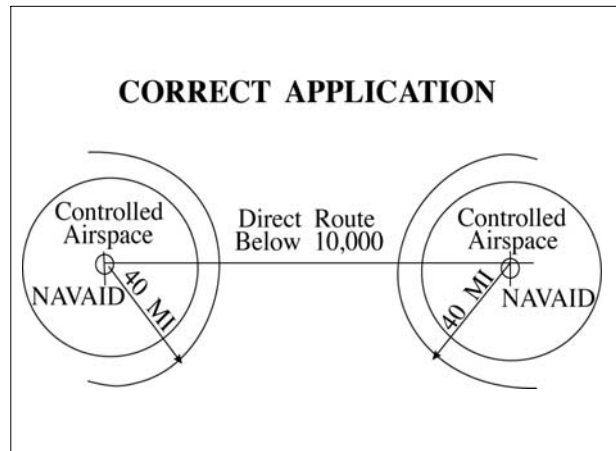 CORRECT APPLICATION
Controlled
Airspace
NAVAID
40 MI
Direct Route
Below 10,000
Controlled
Airspace
NAVAID
40 MI